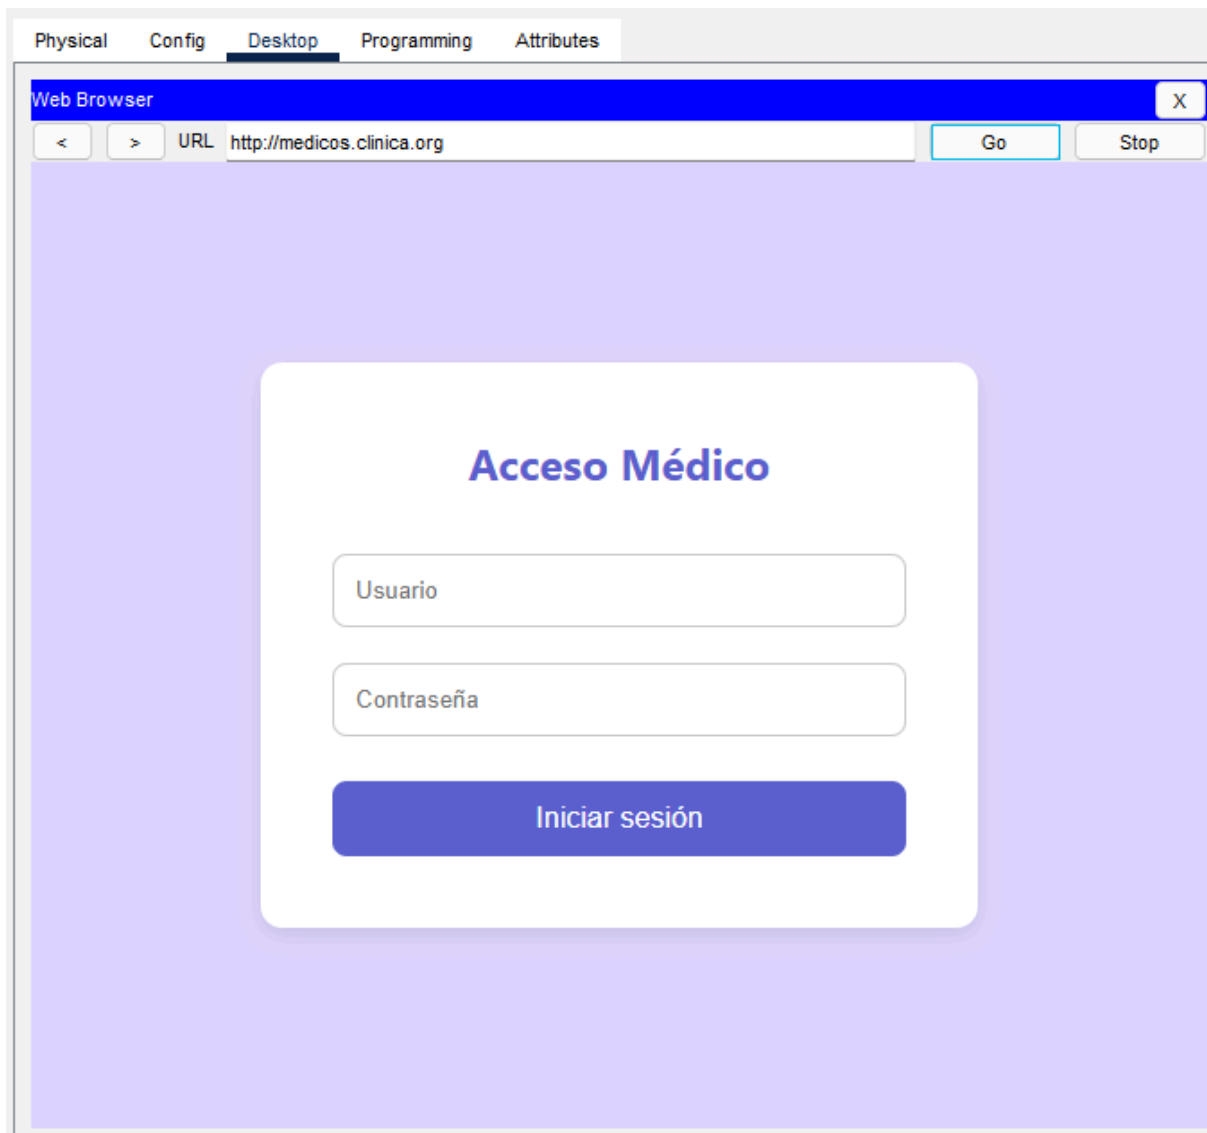 Physical Config Desktop Programming Attributes
Web Browser X
< > URL http://medicos.clinica.org Go Stop
Acceso Médico
Usuario
Contraseña
Iniciar sesión